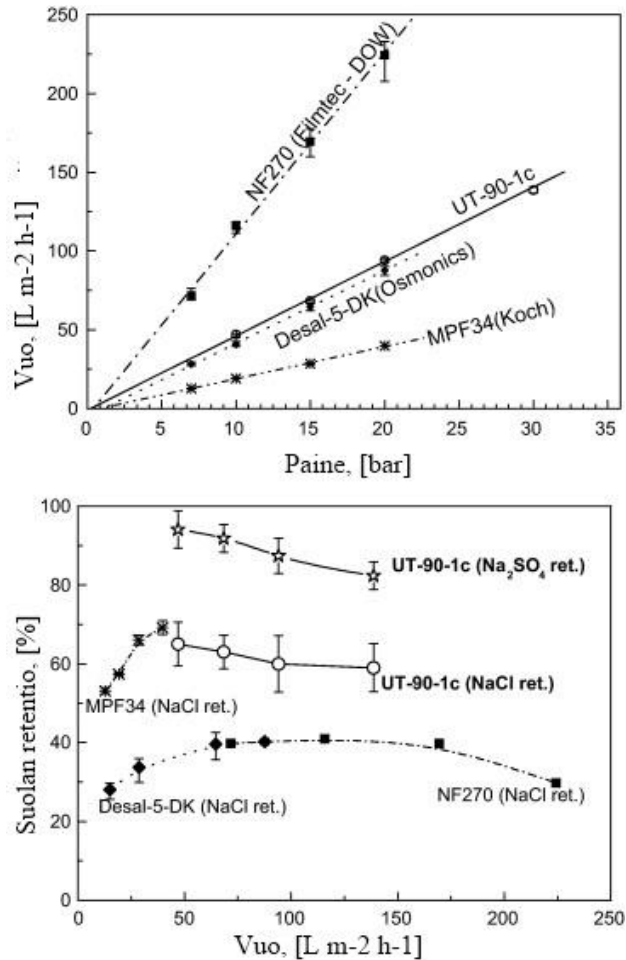 250
200
150
100
50
0
Vuo, [L m-2 h-1]
NF270 (Filmtec - DOW)
UT-90-1c
Desal-5-DK(Osmonics)
MPF34(Koch)
0 5 10 15 20 25 30 35
Paine, [bar]
100
80
60
40
20
0
Suolan retentio, [%]
UT-90-1c (Na₂SO₄ ret.)
UT-90-1c (NaCl ret.)
MPF34 (NaCl ret.)
Desal-5-DK (NaCl ret.)
NF270 (NaCl ret.)
0 50 100 150 200 250
Vuo, [L m-2 h-1]